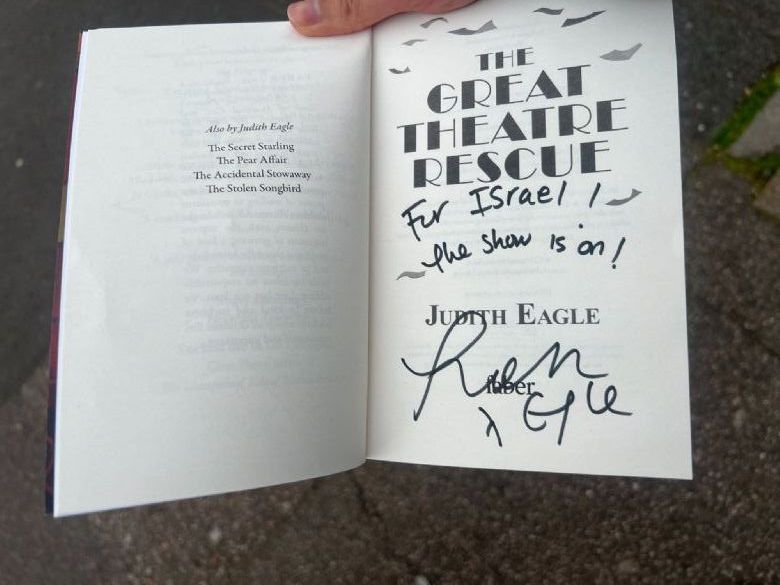 Also by Judith Eagle
The Secret Starling
The Pear Affair
The Accidental Stowaway
The Stolen Songbird
THE
GREAT
THEATRE
RESCUE
For Israel!
The show is on!
JUDITH EAGLE
faber
x Eagle